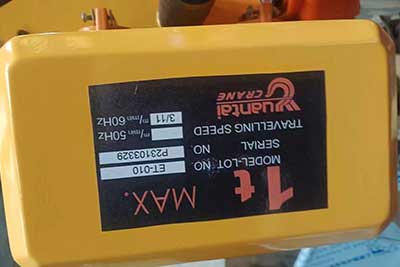 1t MAX.
MODEL-LOT NO ET-010
SERIAL NO P23103329
TRAVELLING SPEED
m/min 50Hz
3/11 m/min 60Hz
Yuantai
CRANE